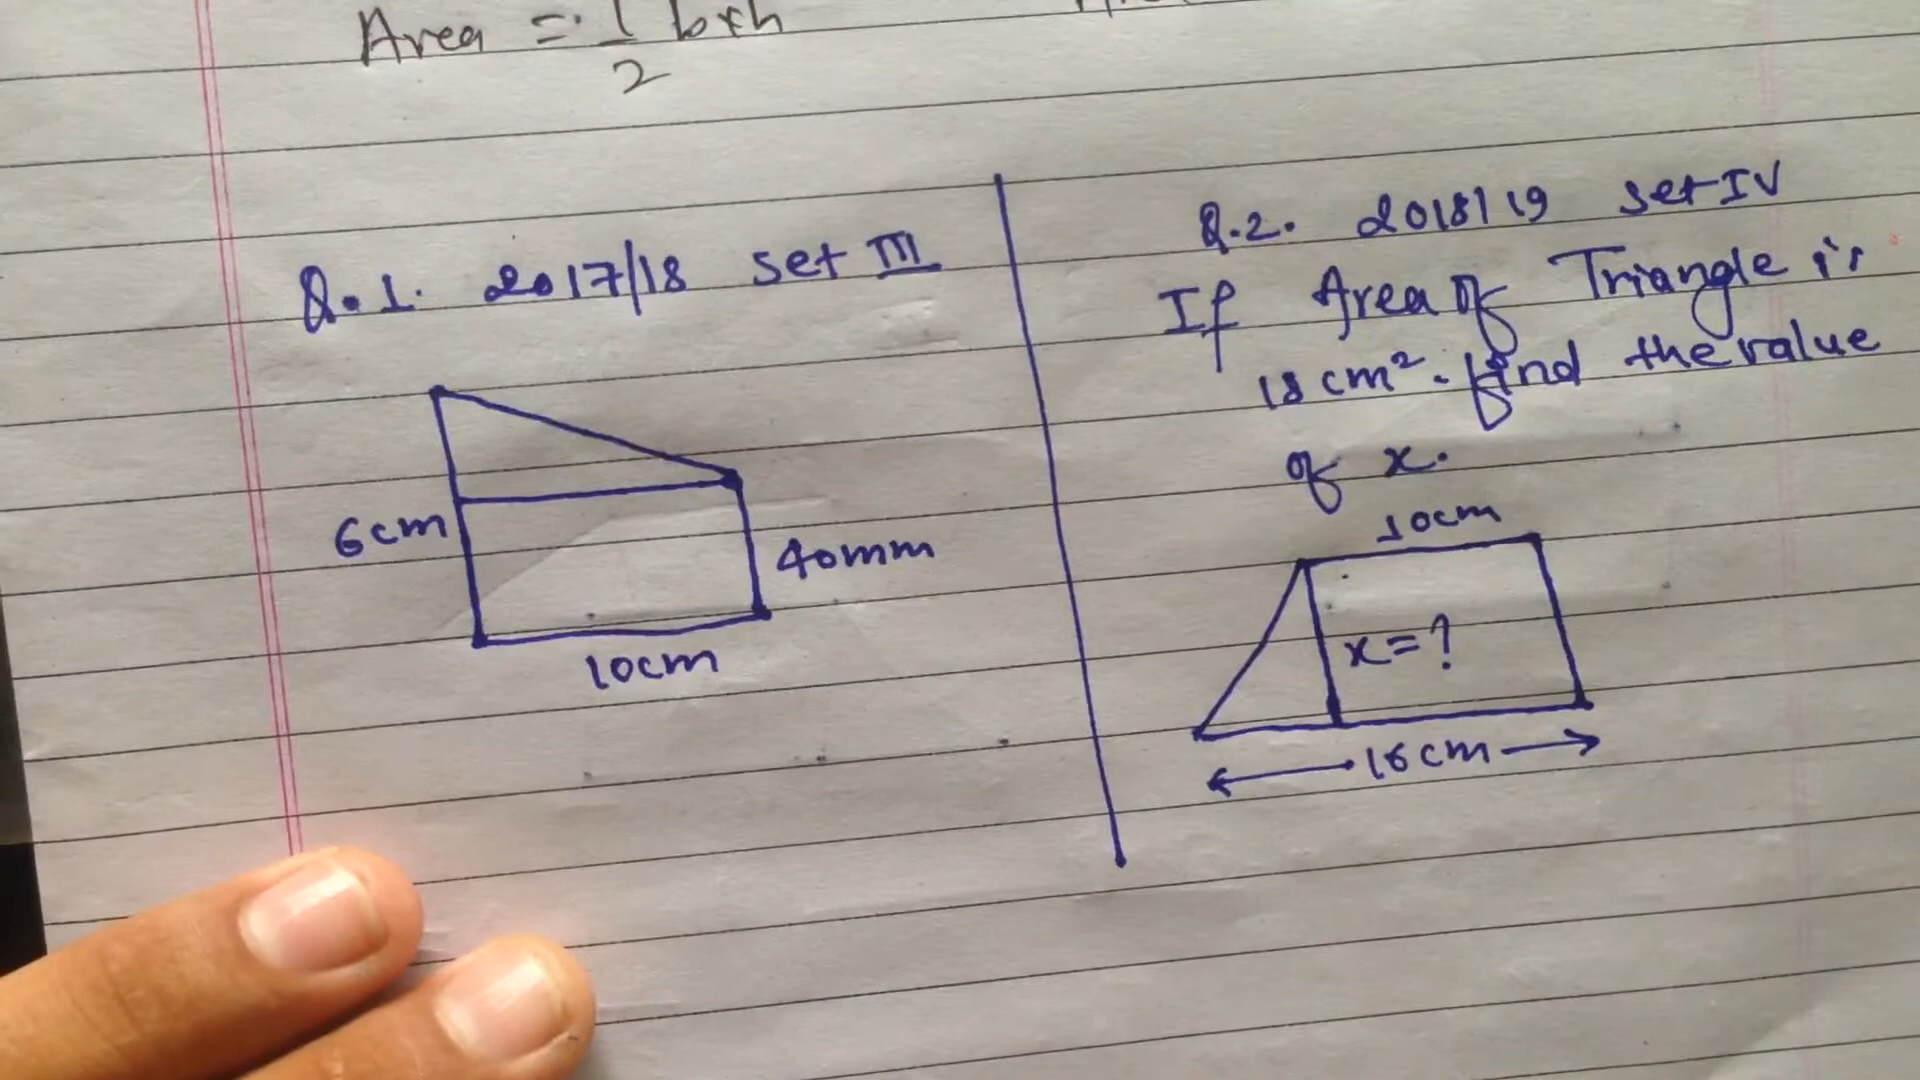 Area = 1/2 b×h
Q.1. 2017/18 set III
6cm
40mm
10cm
Q.2. 2018/19 set IV
If Area of Triangle is
18 cm². find the value
of x.
10cm
x=?
16cm